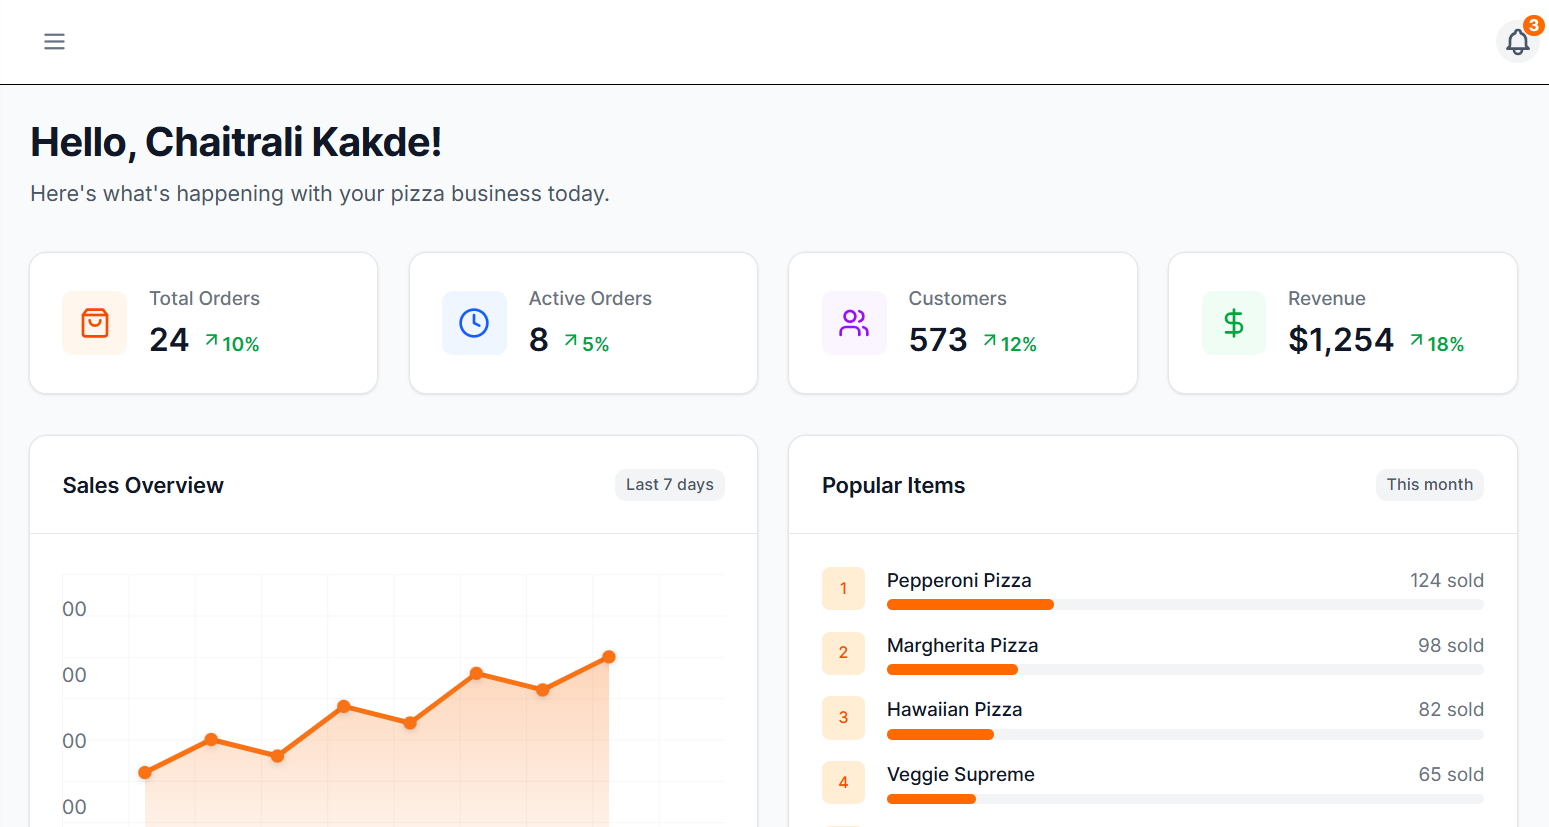 3
Hello, Chaitrali Kakde!
Here's what's happening with your pizza business today.
Total Orders
24 10%
Active Orders
8 5%
Customers
573 12%
Revenue
$1,254 18%
Sales Overview
Last 7 days
00
00
00
00
Popular Items
This month
1 Pepperoni Pizza 124 sold
2 Margherita Pizza 98 sold
3 Hawaiian Pizza 82 sold
4 Veggie Supreme 65 sold